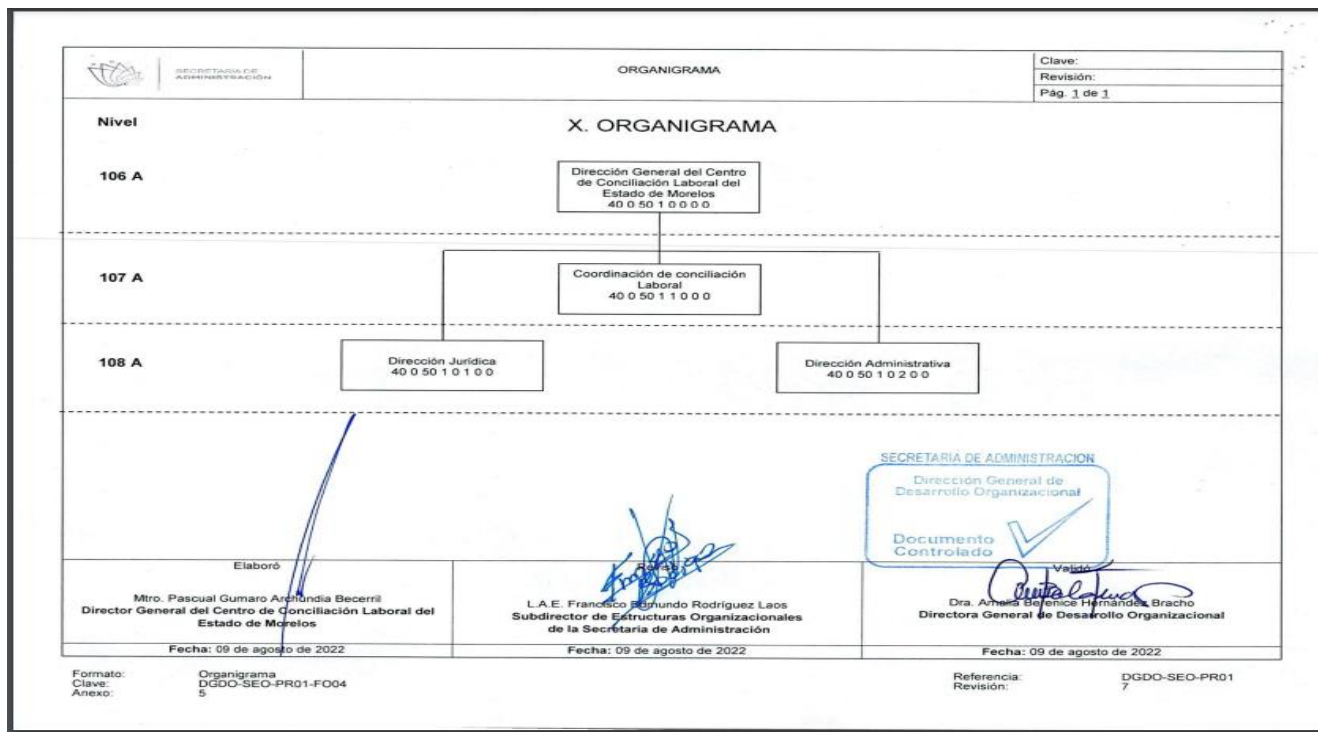 SECRETARÍA DE
ADMINISTRACIÓN
ORGANIGRAMA
Clave:
Revisión:
Pág. 1 de 1
Nivel
X. ORGANIGRAMA
106 A
Dirección General del Centro
de Conciliación Laboral del
Estado de Morelos
40 0 50 1 0 0 0 0
107 A
Coordinación de conciliación
Laboral
40 0 50 1 1 0 0 0
108 A
Dirección Jurídica
40 0 50 1 0 1 0 0
Dirección Administrativa
40 0 50 1 0 2 0 0
SECRETARIA DE ADMINISTRACION
Dirección General de
Desarrollo Organizacional
Documento
Controlado
Elaboró
Mtro. Pascual Gumaro Archundia Becerril
Director General del Centro de Conciliación Laboral del
Estado de Morelos
Fecha: 09 de agosto de 2022
L.A.E. Francisco Edmundo Rodríguez Laos
Subdirector de Estructuras Organizacionales
de la Secretaria de Administración
Fecha: 09 de agosto de 2022
Validó
Dra. Amelia Berenice Hernández Bracho
Directora General de Desarrollo Organizacional
Fecha: 09 de agosto de 2022
Formato: Organigrama
Clave: DGDO-SEO-PR01-FO04
Anexo: 5
Referencia: DGDO-SEO-PR01
Revisión: 7